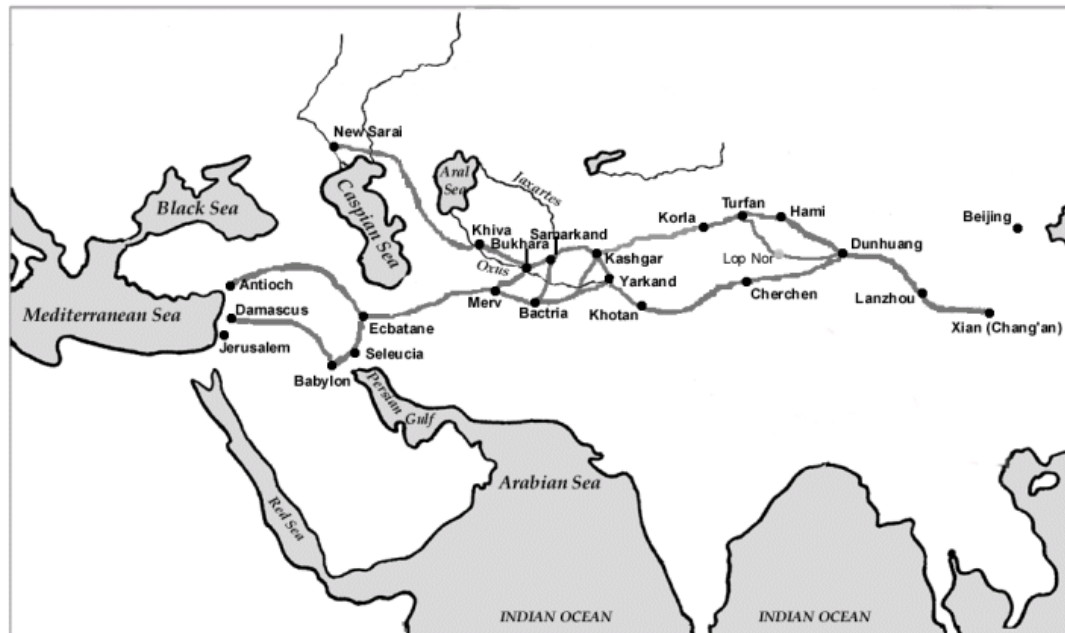 New Sarai
Black Sea
Caspian Sea
Aral
Sea
Jaxartes
Khiva
Bukhara
Samarkand
Oxus
Kashgar
Yarkand
Korla
Turfan
Hami
Lop Nor
Dunhuang
Beijing
Antioch
Damascus
Mediterranean Sea
Jerusalem
Ecbatane
Seleucia
Babylon
Merv
Bactria
Khotan
Cherchen
Lanzhou
Xian (Chang'an)
Persian
Gulf
Red Sea
Arabian Sea
INDIAN OCEAN
INDIAN OCEAN